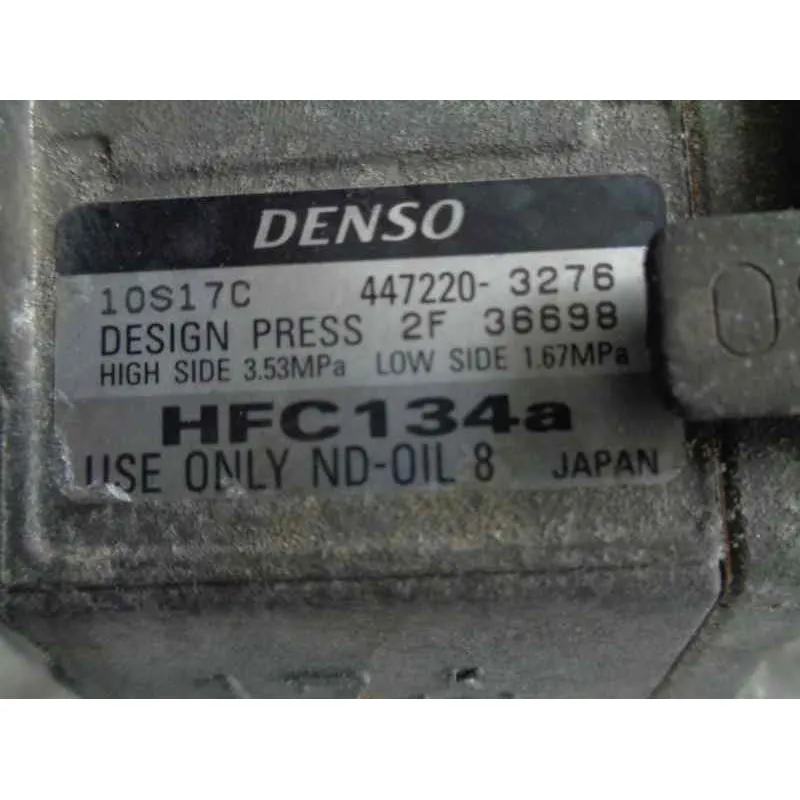 DENSO
10S17C 447220-3276
DESIGN PRESS 2F 36698
HIGH SIDE 3.53MPa LOW SIDE 1.67MPa
HFC134a
USE ONLY ND-OIL 8 JAPAN